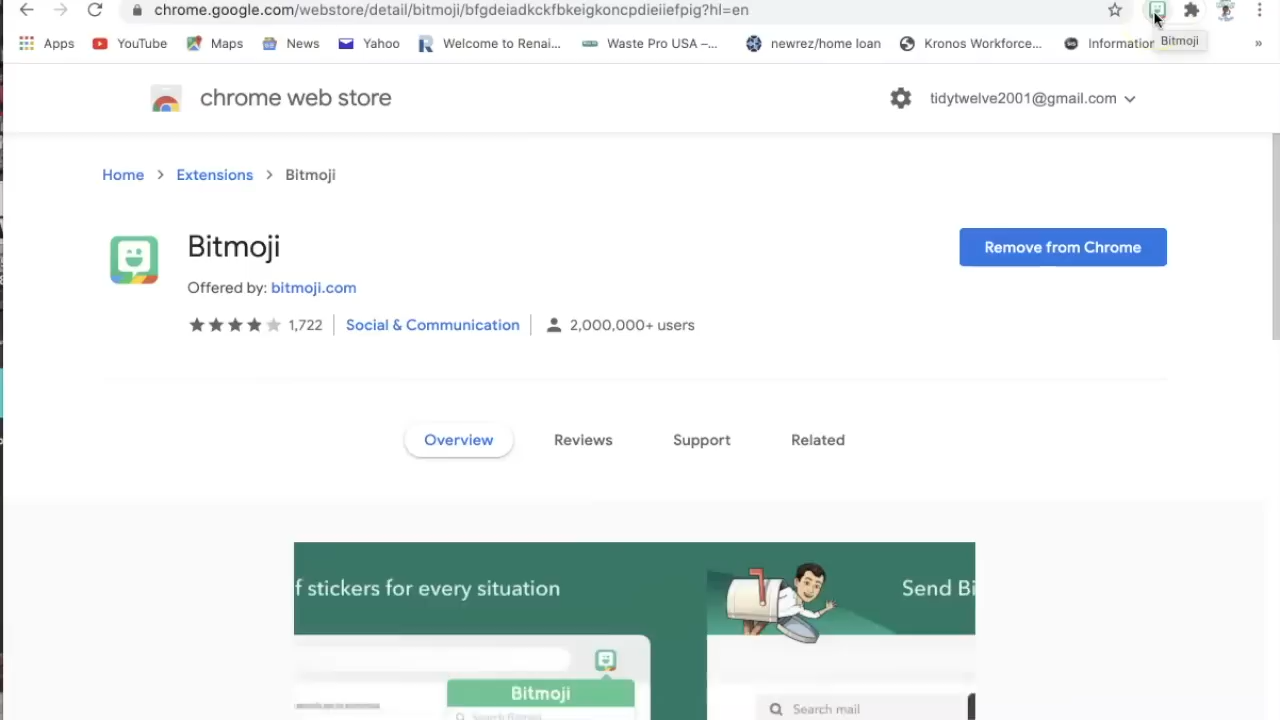 chrome.google.com/webstore/detail/bitmoji/bfgdeiadkckfbkeigkoncpdieiiefpig?hl=en
Apps YouTube Maps News Yahoo Welcome to Renai... Waste Pro USA –... newrez/home loan Kronos Workforce... Information »
Bitmoji
chrome web store tidytwelve2001@gmail.com
Home > Extensions > Bitmoji
Bitmoji
Remove from Chrome
Offered by: bitmoji.com
1,722 Social & Communication 2,000,000+ users
Overview Reviews Support Related
f stickers for every situation Send Bi
Bitmoji
Search Bitmoji
Search mail